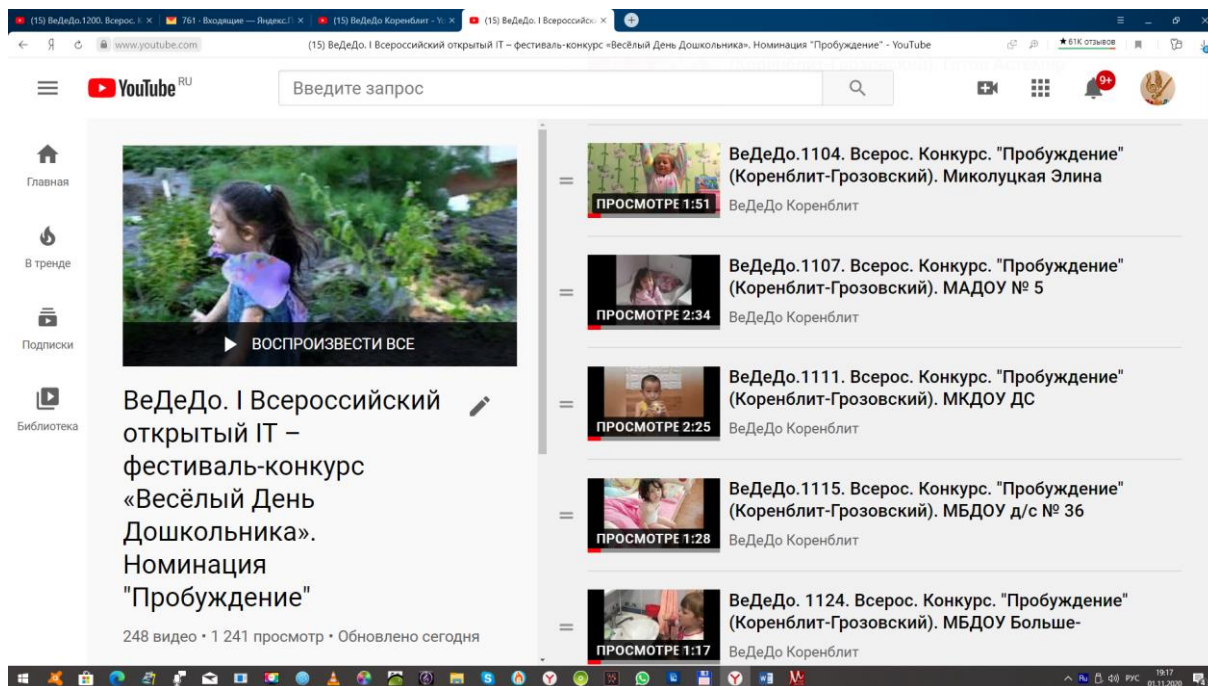 (15) ВеДеДо.1200. Всерос. К
761 · Входящие — Яндекс.П
(15) ВеДеДо Коренблит - Yo
(15) ВеДеДо. I Всероссийско
www.youtube.com
(15) ВеДеДо. I Всероссийский открытый IT – фестиваль-конкурс «Весёлый День Дошкольника». Номинация "Пробуждение" - YouTube
★ 61К отзывов
YouTube RU
Введите запрос
9+
Главная
В тренде
Подписки
Библиотека
ВОСПРОИЗВЕСТИ ВСЕ
ВеДеДо. I Всероссийский
открытый IT –
фестиваль-конкурс
«Весёлый День
Дошкольника».
Номинация
"Пробуждение"
248 видео • 1 241 просмотр • Обновлено сегодня
ВеДеДо.1104. Всерос. Конкурс. "Пробуждение"
(Коренблит-Грозовский). Миколуцкая Элина
ПРОСМОТРЕ 1:51
ВеДеДо Коренблит
ВеДеДо.1107. Всерос. Конкурс. "Пробуждение"
(Коренблит-Грозовский). МАДОУ № 5
ПРОСМОТРЕ 2:34
ВеДеДо Коренблит
ВеДеДо.1111. Всерос. Конкурс. "Пробуждение"
(Коренблит-Грозовский). МКДОУ ДС
ПРОСМОТРЕ 2:25
ВеДеДо Коренблит
ВеДеДо.1115. Всерос. Конкурс. "Пробуждение"
(Коренблит-Грозовский). МБДОУ д/с № 36
ПРОСМОТРЕ 1:28
ВеДеДо Коренблит
ВеДеДо. 1124. Всерос. Конкурс. "Пробуждение"
(Коренблит-Грозовский). МБДОУ Больше-
ПРОСМОТРЕ 1:17
ВеДеДо Коренблит
Ru
РУС
19:17
01.11.2020